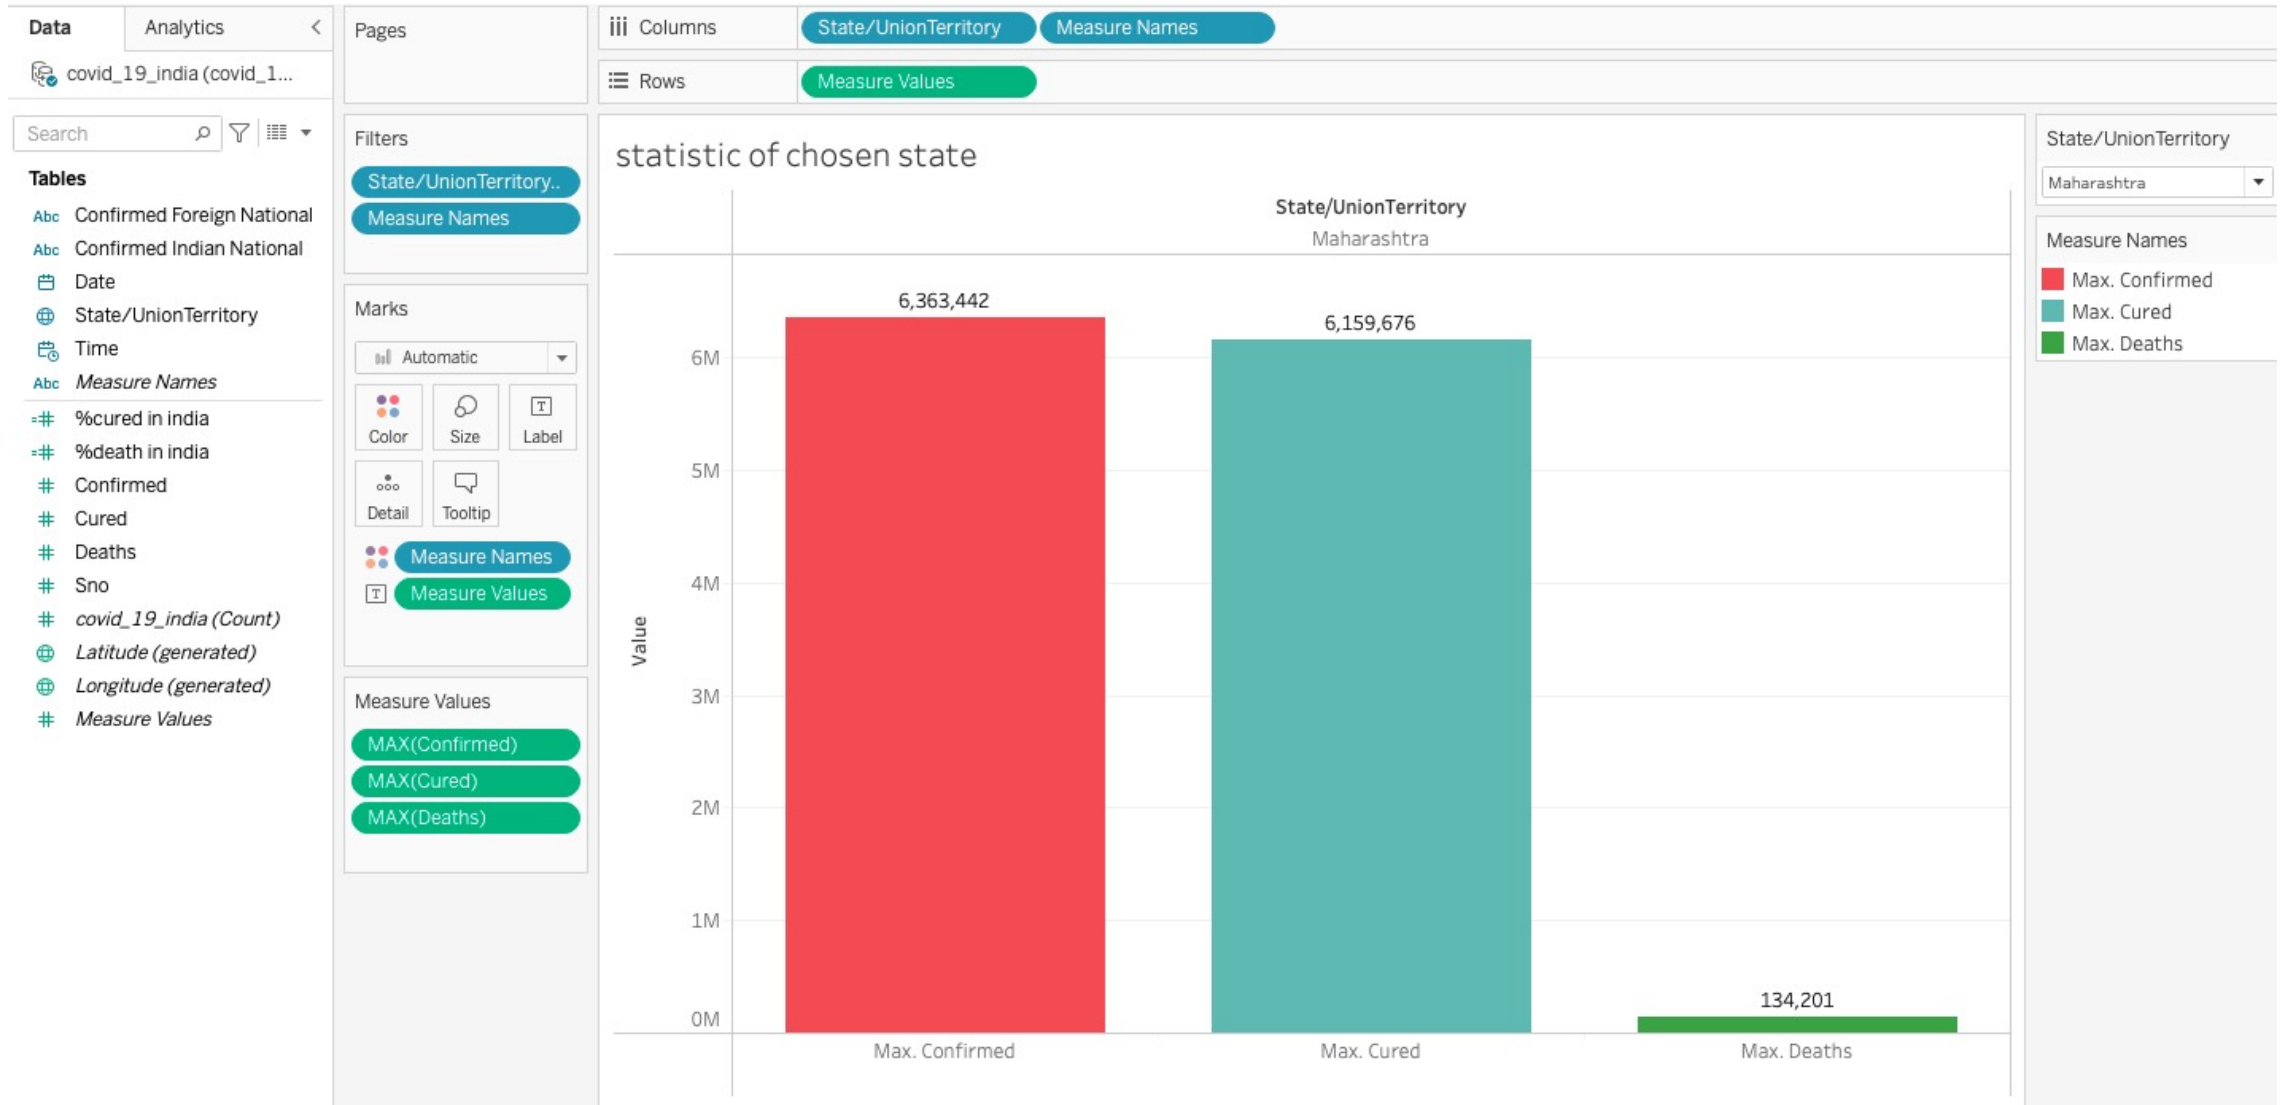 Data
Analytics
covid_19_india (covid_1...
Search
Tables
Abc Confirmed Foreign National
Abc Confirmed Indian National
Date
State/UnionTerritory
Time
Abc Measure Names
=# %cured in india
=# %death in india
# Confirmed
# Cured
# Deaths
# Sno
# covid_19_india (Count)
Latitude (generated)
Longitude (generated)
# Measure Values
Pages
Filters
State/UnionTerritory..
Measure Names
Marks
Automatic
Color
Size
T
Label
Detail
Tooltip
Measure Names
T Measure Values
Measure Values
MAX(Confirmed)
MAX(Cured)
MAX(Deaths)
Columns
State/UnionTerritory
Measure Names
Rows
Measure Values
statistic of chosen state
State/UnionTerritory
Maharashtra
Value
6M
5M
4M
3M
2M
1M
0M
6,363,442
6,159,676
134,201
Max. Confirmed
Max. Cured
Max. Deaths
State/UnionTerritory
Maharashtra
Measure Names
Max. Confirmed
Max. Cured
Max. Deaths